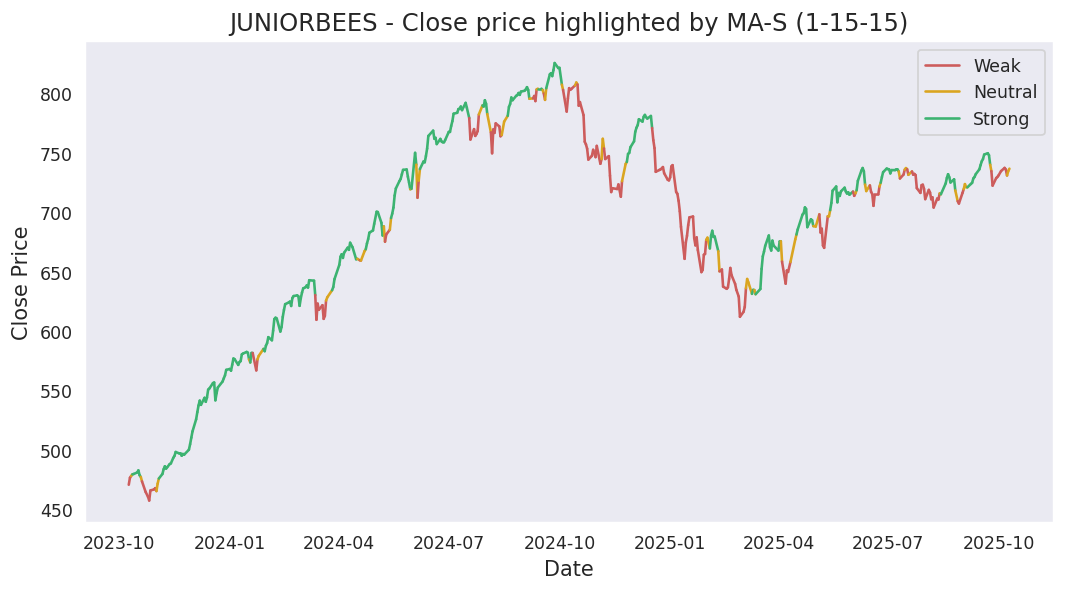 JUNIORBEES - Close price highlighted by MA-S (1-15-15)
Weak
Neutral
Strong
Close Price
800
750
700
650
600
550
500
450
2023-10 2024-01 2024-04 2024-07 2024-10 2025-01 2025-04 2025-07 2025-10
Date